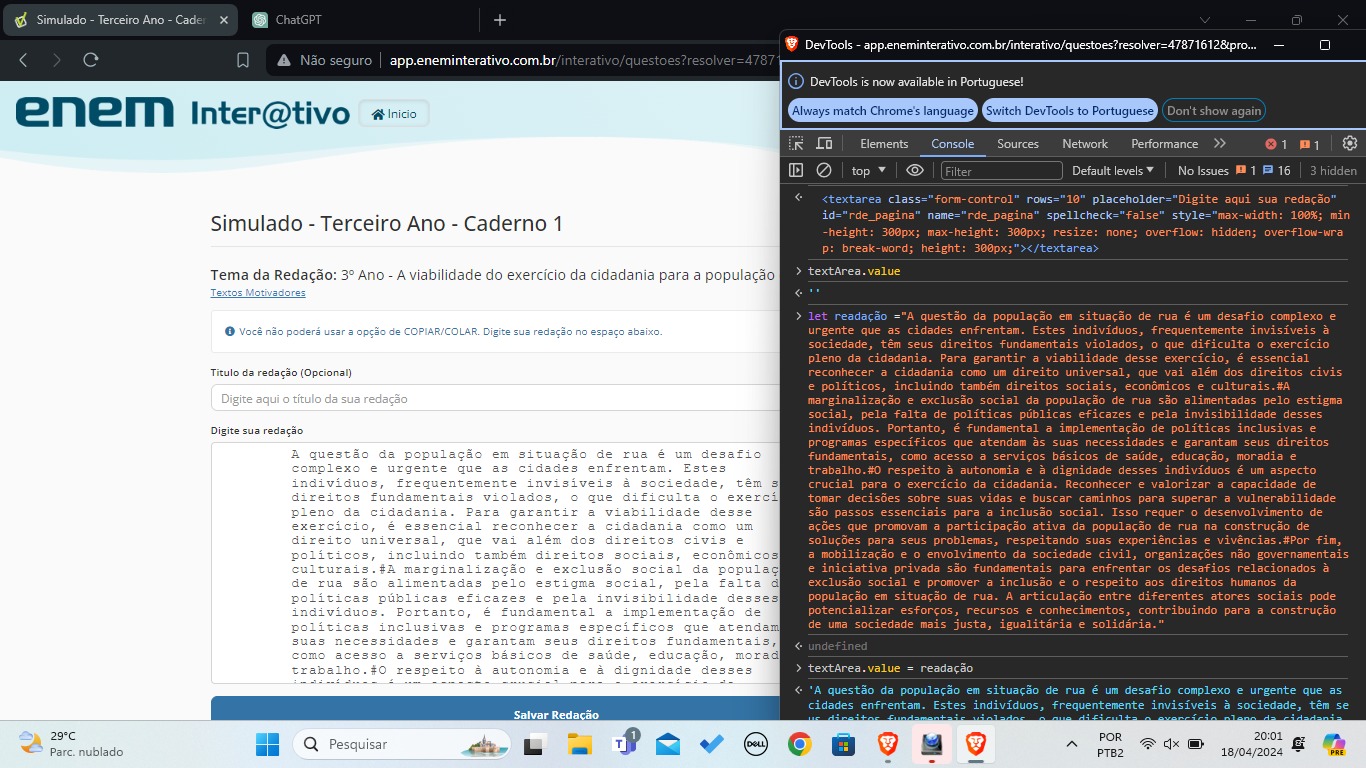 Simulado - Terceiro Ano - Cader
ChatGPT
DevTools - app.eneminterativo.com.br/interativo/questoes?resolver=47871612&pro...
Não seguro
app.eneminterativo.com.br/interativo/questoes?resolver=4787
enem Inter@tivo
Inicio
Simulado - Terceiro Ano - Caderno 1
Tema da Redação: 3º Ano - A viabilidade do exercício da cidadania para a população
Textos Motivadores
Você não poderá usar a opção de COPIAR/COLAR. Digite sua redação no espaço abaixo.
Titulo da redação (Opcional)
Digite aqui o título da sua redação
Digite sua redação
A questão da população em situação de rua é um desafio
complexo e urgente que as cidades enfrentam. Estes
indivíduos, frequentemente invisíveis à sociedade, têm s
direitos fundamentais violados, o que dificulta o exercí
pleno da cidadania. Para garantir a viabilidade desse
exercício, é essencial reconhecer a cidadania como um
direito universal, que vai além dos direitos civis e
políticos, incluindo também direitos sociais, econômicos
culturais.#A marginalização e exclusão social da populaç
de rua são alimentadas pelo estigma social, pela falta d
políticas públicas eficazes e pela invisibilidade desses
indivíduos. Portanto, é fundamental a implementação de
políticas inclusivas e programas específicos que atendam
suas necessidades e garantam seus direitos fundamentais,
como acesso a serviços básicos de saúde, educação, morad
trabalho.#O respeito à autonomia e à dignidade desses
Salvar Redação
DevTools is now available in Portuguese!
Always match Chrome's language
Switch DevTools to Portuguese
Don't show again
Elements
Console
Sources
Network
Performance
1
1
top
Filter
Default levels
No Issues
1
16
3 hidden
<textarea class="form-control" rows="10" placeholder="Digite aqui sua redação"
id="rde_pagina" name="rde_pagina" spellcheck="false" style="max-width: 100%; min
-height: 300px; max-height: 300px; resize: none; overflow: hidden; overflow-wra
p: break-word; height: 300px;"></textarea>
textArea.value
''
let readação ="A questão da população em situação de rua é um desafio complexo e
urgente que as cidades enfrentam. Estes indivíduos, frequentemente invisíveis à
sociedade, têm seus direitos fundamentais violados, o que dificulta o exercício
pleno da cidadania. Para garantir a viabilidade desse exercício, é essencial
reconhecer a cidadania como um direito universal, que vai além dos direitos civis
e políticos, incluindo também direitos sociais, econômicos e culturais.#A
marginalização e exclusão social da população de rua são alimentadas pelo estigma
social, pela falta de políticas públicas eficazes e pela invisibilidade desses
indivíduos. Portanto, é fundamental a implementação de políticas inclusivas e
programas específicos que atendam às suas necessidades e garantam seus direitos
fundamentais, como acesso a serviços básicos de saúde, educação, moradia e
trabalho.#O respeito à autonomia e à dignidade desses indivíduos é um aspecto
crucial para o exercício da cidadania. Reconhecer e valorizar a capacidade de
tomar decisões sobre suas vidas e buscar caminhos para superar a vulnerabilidade
são passos essenciais para a inclusão social. Isso requer o desenvolvimento de
ações que promovam a participação ativa da população de rua na construção de
soluções para seus problemas, respeitando suas experiências e vivências.#Por fim,
a mobilização e o envolvimento da sociedade civil, organizações não governamentais
e iniciativa privada são fundamentais para enfrentar os desafios relacionados à
exclusão social e promover a inclusão e o respeito aos direitos humanos da
população em situação de rua. A articulação entre diferentes atores sociais pode
potencializar esforços, recursos e conhecimentos, contribuindo para a construção
de uma sociedade mais justa, igualitária e solidária."
undefined
textArea.value = readação
'A questão da população em situação de rua é um desafio complexo e urgente que as
cidades enfrentam. Estes indivíduos, frequentemente invisíveis à sociedade, têm se
us direitos fundamentais violados, o que dificulta o exercício pleno da cidadania
29°C
Parc. nublado
Pesquisar
1
DELL
POR
PTB2
20:01
18/04/2024
PRE